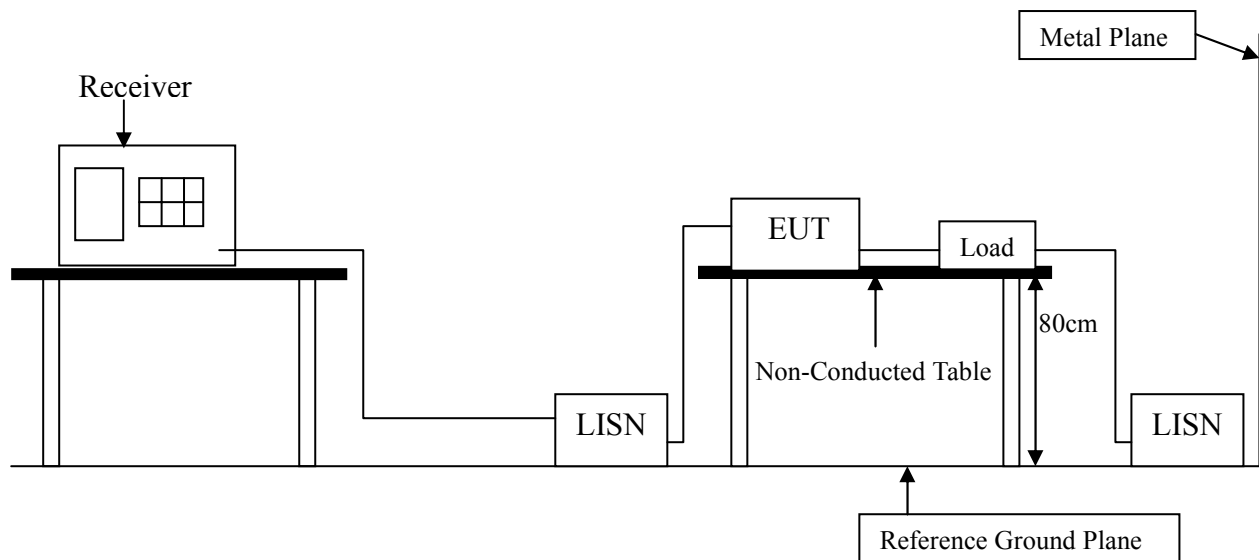 Metal Plane
Receiver
EUT
Load
80cm
Non-Conducted Table
LISN
LISN
Reference Ground Plane